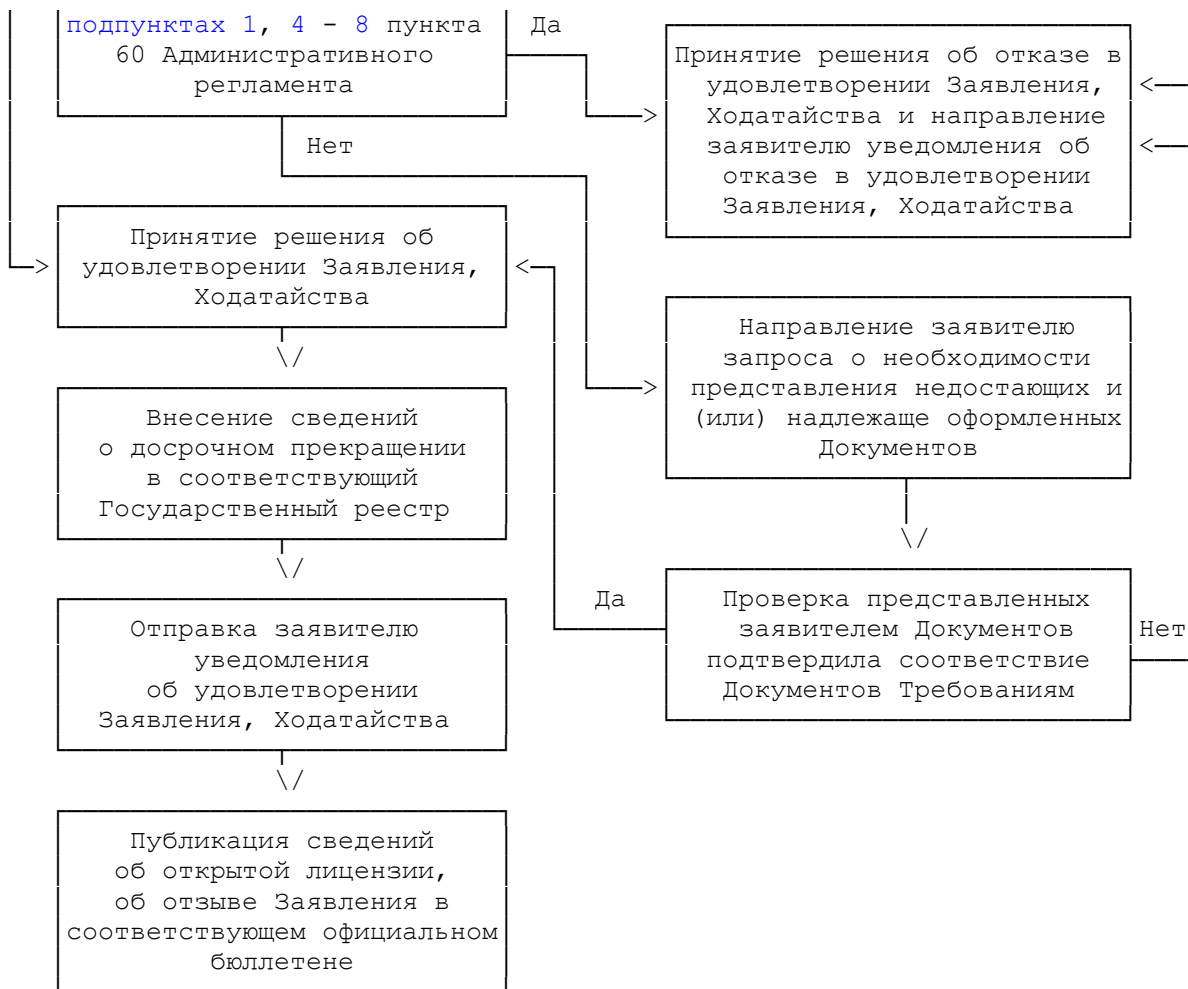 подпунктах 1, 4 - 8 пункта
60 Административного
регламента
Да
Нет
Принятие решения об отказе в
удовлетворении Заявления,
Ходатайства и направление
заявителю уведомления об
отказе в удовлетворении
Заявления, Ходатайства
Принятие решения об
удовлетворении Заявления,
Ходатайства
Направление заявителю
запроса о необходимости
представления недостающих и
(или) надлежаще оформленных
Документов
Внесение сведений
о досрочном прекращении
в соответствующий
Государственный реестр
Да
Проверка представленных
заявителем Документов
подтвердила соответствие
Документов Требованиям
Нет
Отправка заявителю
уведомления
об удовлетворении
Заявления, Ходатайства
Публикация сведений
об открытой лицензии,
об отзыве Заявления в
соответствующем официальном
бюллетене